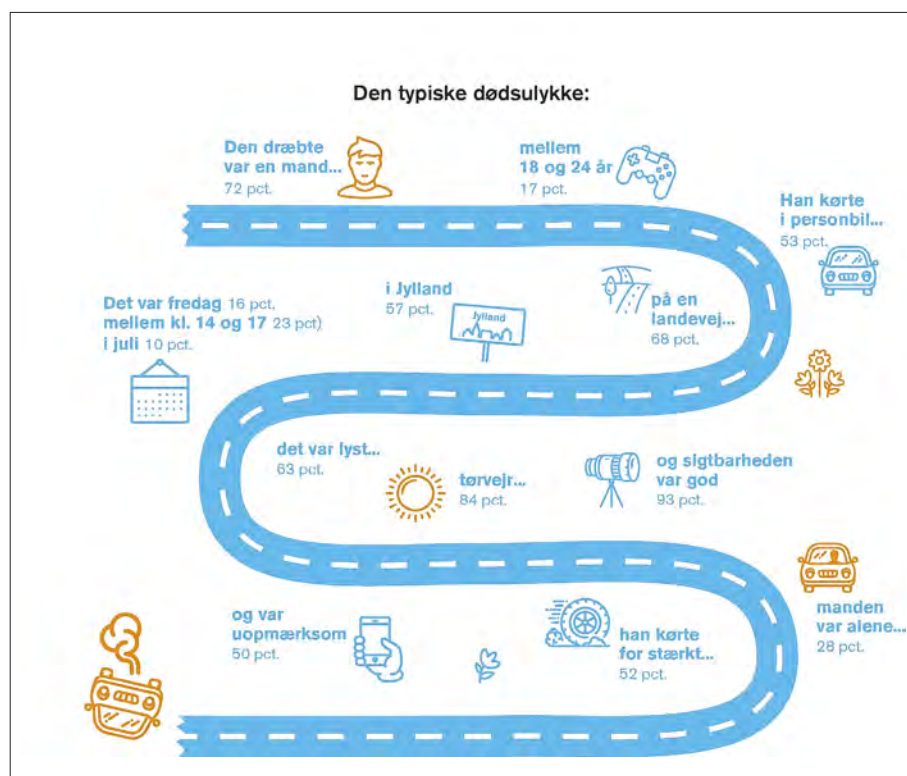 Den typiske dødsulykke:
Den dræbte
var en mand...
72 pct.
mellem
18 og 24 år
17 pct.
Han kørte
i personbil...
53 pct.
på en
landevej...
68 pct.
i Jylland
57 pct.
Jylland
Det var fredag 16 pct.
mellem kl. 14 og 17 23 pct)
i juli 10 pct.
det var lyst...
63 pct.
tørvejr...
84 pct.
og sigtbarheden
var god
93 pct.
manden
var alene...
28 pct.
han kørte
for stærkt...
52 pct.
og var
uopmærksom
50 pct.